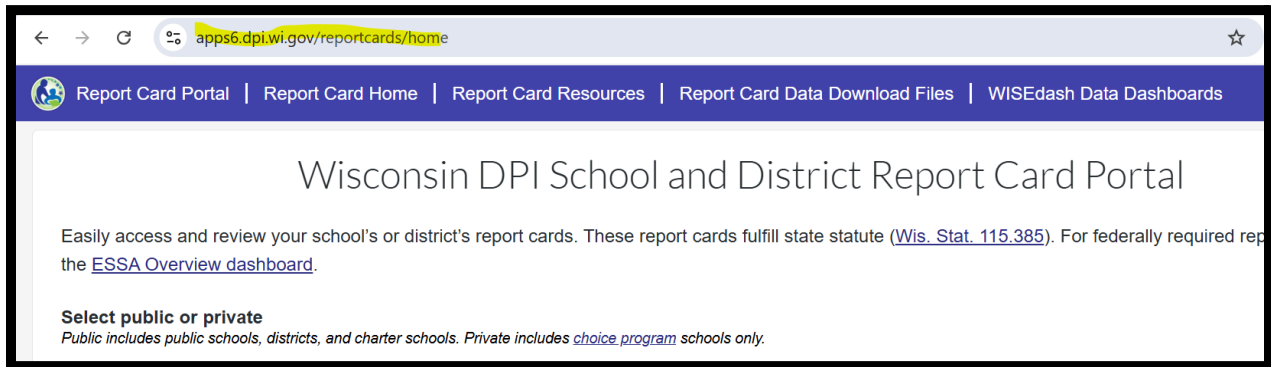 apps6.dpi.wi.gov/reportcards/home
Report Card Portal | Report Card Home | Report Card Resources | Report Card Data Download Files | WISEdash Data Dashboards
Wisconsin DPI School and District Report Card Portal
Easily access and review your school's or district's report cards. These report cards fulfill state statute (Wis. Stat. 115.385). For federally required rep
the ESSA Overview dashboard.
Select public or private
Public includes public schools, districts, and charter schools. Private includes choice program schools only.